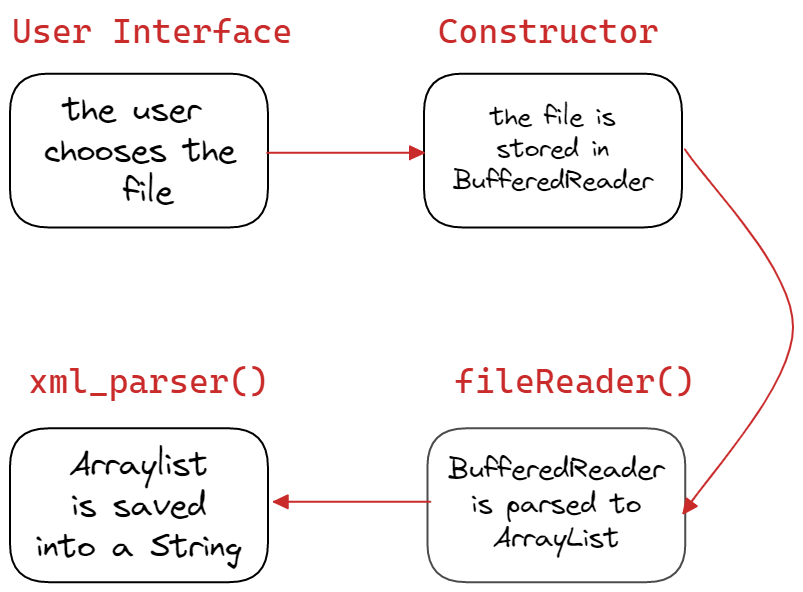 User Interface
the user
chooses the
file
Constructor
the file is
stored in
BufferedReader
fileReader()
BufferedReader
is parsed to
ArrayList
xml_parser()
Arraylist
is saved
into a String